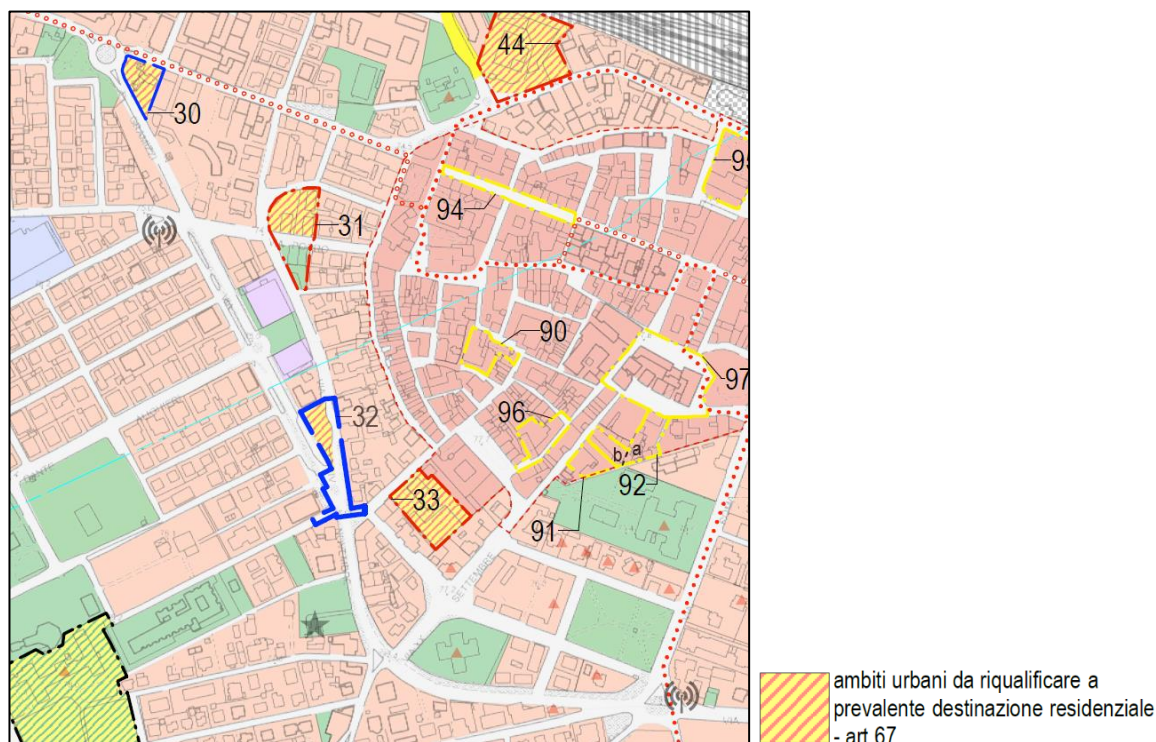 44
30
95
94
31
90
97
32
96
b a
33
92
91
SETTEMBRE
ambiti urbani da riqualificare a
prevalente destinazione residenziale
- art 67